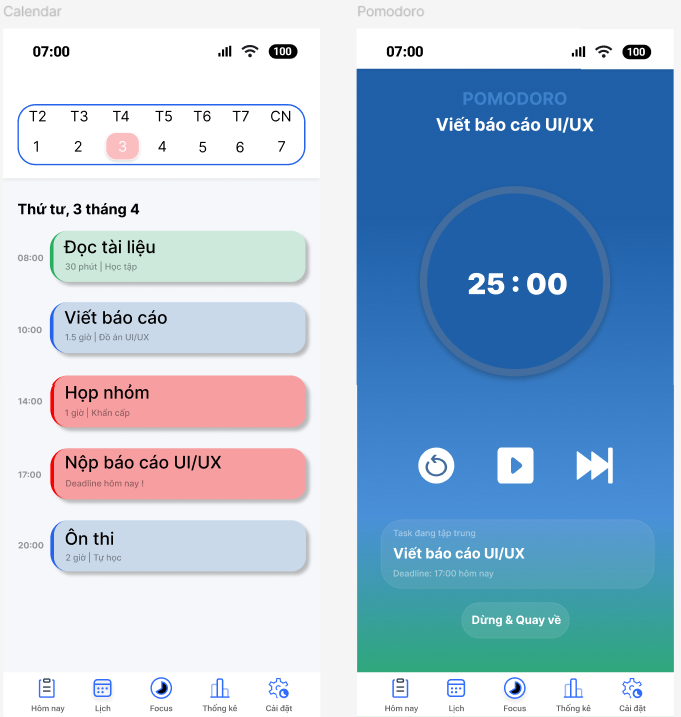 Calendar
07:00
100
T2 T3 T4 T5 T6 T7 CN
1 2 3 4 5 6 7
Thứ tư, 3 tháng 4
08:00
Đọc tài liệu
30 phút | Học tập
10:00
Viết báo cáo
1.5 giờ | Đồ án UI/UX
14:00
Họp nhóm
1 giờ | Khẩn cấp
17:00
Nộp báo cáo UI/UX
Deadline hôm nay !
20:00
Ôn thi
2 giờ | Tự học
Hôm nay Lịch Focus Thống kê Cài đặt
Pomodoro
07:00
100
POMODORO
Viết báo cáo UI/UX
25 : 00
Task đang tập trung
Viết báo cáo UI/UX
Deadline: 17:00 hôm nay
Dừng & Quay về
Hôm nay Lịch Focus Thống kê Cài đặt